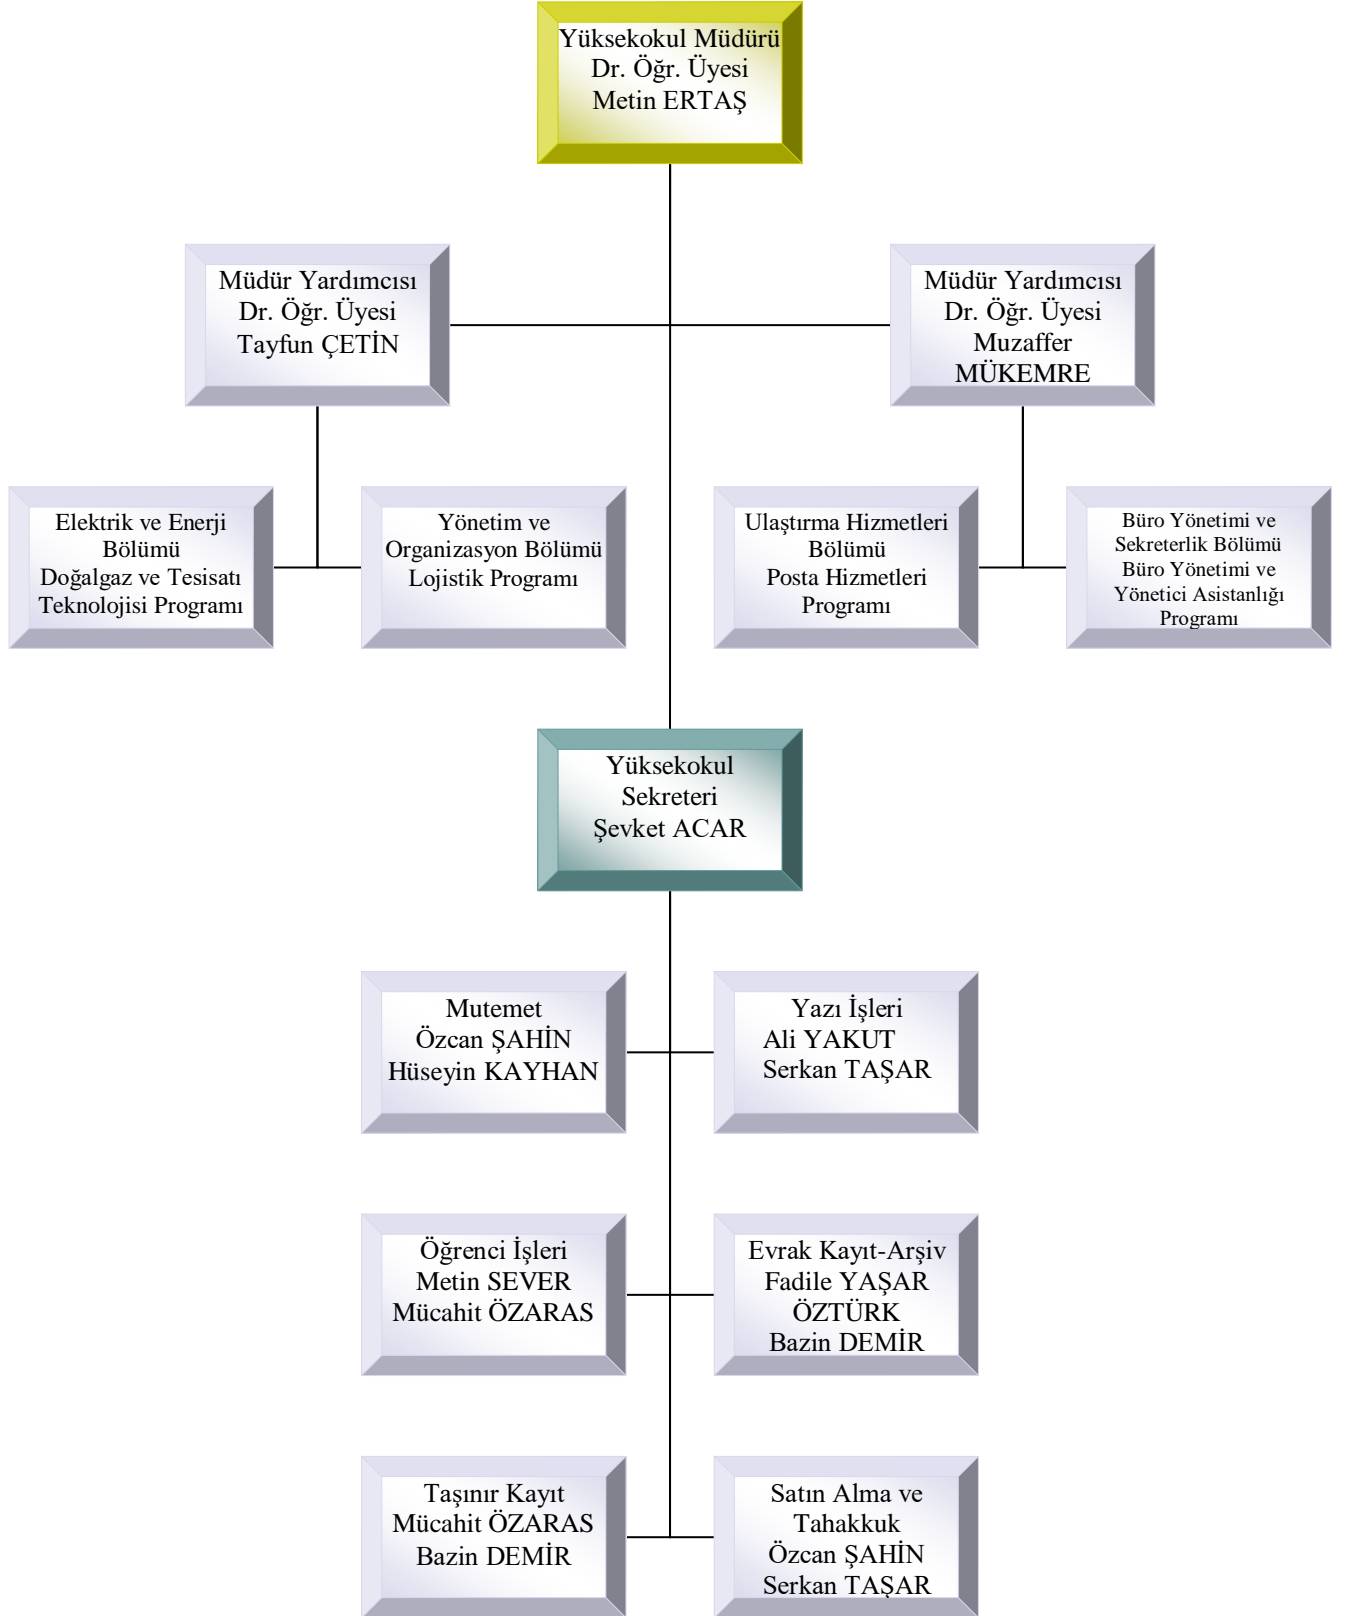 Yüksekokul Müdürü
Dr. Öğr. Üyesi
Metin ERTAŞ
Müdür Yardımcısı
Dr. Öğr. Üyesi
Tayfun ÇETİN
Müdür Yardımcısı
Dr. Öğr. Üyesi
Muzaffer
MÜKEMRE
Elektrik ve Enerji
Bölümü
Doğalgaz ve Tesisatı
Teknolojisi Programı
Yönetim ve
Organizasyon Bölümü
Lojistik Programı
Ulaştırma Hizmetleri
Bölümü
Posta Hizmetleri
Programı
Büro Yönetimi ve
Sekreterlik Bölümü
Büro Yönetimi ve
Yönetici Asistanlığı
Programı
Yüksekokul
Sekreteri
Şevket ACAR
Mutemet
Özcan ŞAHİN
Hüseyin KAYHAN
Yazı İşleri
Ali YAKUT
Serkan TAŞAR
Öğrenci İşleri
Metin SEVER
Mücahit ÖZARAS
Evrak Kayıt-Arşiv
Fadile YAŞAR
ÖZTÜRK
Bazin DEMİR
Taşınır Kayıt
Mücahit ÖZARAS
Bazin DEMİR
Satın Alma ve
Tahakkuk
Özcan ŞAHİN
Serkan TAŞAR